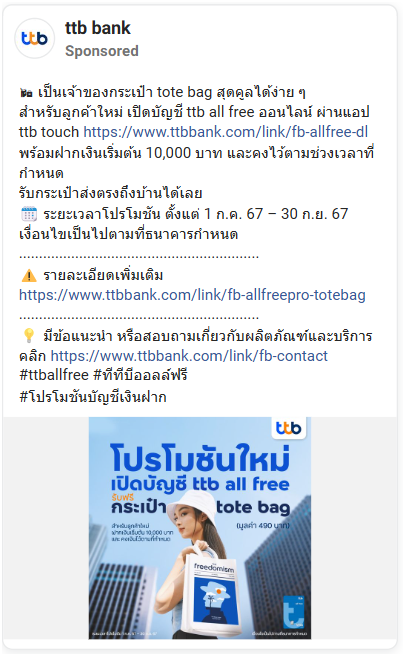 ttb bank
Sponsored
เป็นเจ้าของกระเป๋า tote bag สุดคูลได้ง่าย ๆ
สำหรับลูกค้าใหม่ เปิดบัญชี ttb all free ออนไลน์ ผ่านแอป
ttb touch https://www.ttbbank.com/link/fb-allfree-dl
พร้อมฝากเงินเริ่มต้น 10,000 บาท และคงไว้ตามช่วงเวลาที่
กำหนด
รับกระเป๋าส่งตรงถึงบ้านได้เลย
ระยะเวลาโปรโมชัน ตั้งแต่ 1 ก.ค. 67 – 30 ก.ย. 67
เงื่อนไขเป็นไปตามที่ธนาคารกำหนด
............................................................
รายละเอียดเพิ่มเติม
https://www.ttbbank.com/link/fb-allfreepro-totebag
............................................................
มีข้อแนะนำ หรือสอบถามเกี่ยวกับผลิตภัณฑ์และบริการ
คลิก https://www.ttbbank.com/link/fb-contact
#ttballfree #ทีทีบีออลล์ฟรี
#โปรโมชันบัญชีเงินฝาก
ttb
โปรโมชันใหม่
เปิดบัญชี ttb all free
รับฟรี
กระเป๋า tote bag
(มูลค่า 490 บาท)
สำหรับลูกค้าใหม่
ฝากเงินเริ่มต้น 10,000 บาท
และ คงเงินไว้ตามที่กำหนด
freedomism